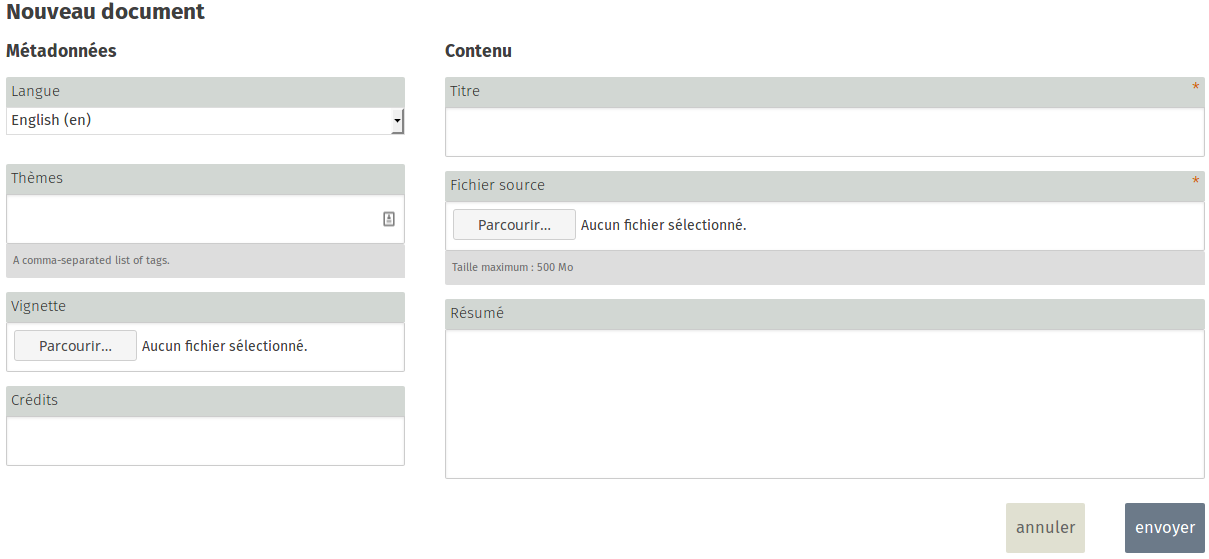 Nouveau document
Métadonnées
Langue
English (en)
Thèmes
A comma-separated list of tags.
Vignette
Parcourir... Aucun fichier sélectionné.
Crédits
Contenu
Titre *
Fichier source *
Parcourir... Aucun fichier sélectionné.
Taille maximum : 500 Mo
Résumé
annuler envoyer